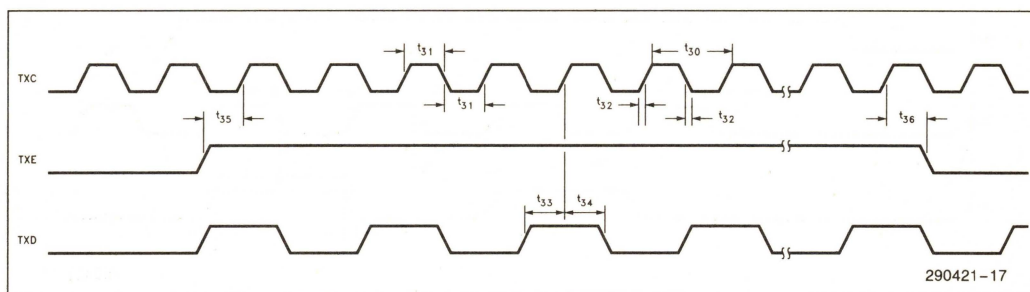 t31 t30
TXC
t31 t32 t32
t35 t36
TXE
t33 t34
TXD
290421–17